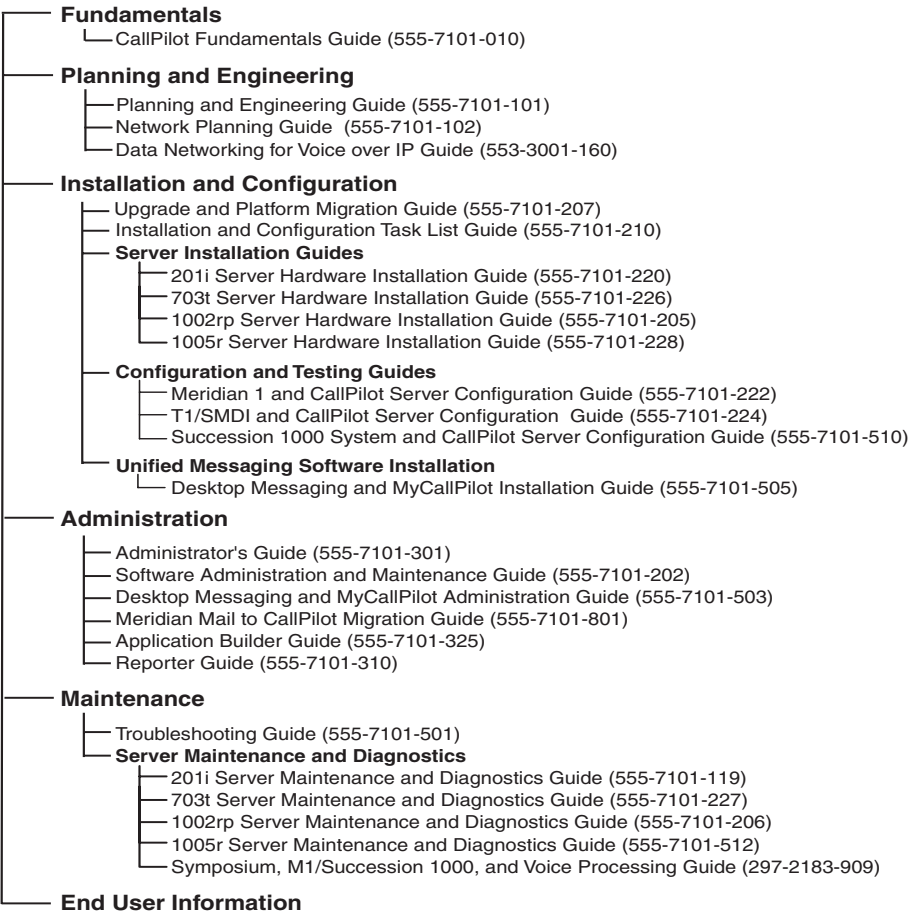 Fundamentals
CallPilot Fundamentals Guide (555-7101-010)
Planning and Engineering
Planning and Engineering Guide (555-7101-101)
Network Planning Guide (555-7101-102)
Data Networking for Voice over IP Guide (553-3001-160)
Installation and Configuration
Upgrade and Platform Migration Guide (555-7101-207)
Installation and Configuration Task List Guide (555-7101-210)
Server Installation Guides
201i Server Hardware Installation Guide (555-7101-220)
703t Server Hardware Installation Guide (555-7101-226)
1002rp Server Hardware Installation Guide (555-7101-205)
1005r Server Hardware Installation Guide (555-7101-228)
Configuration and Testing Guides
Meridian 1 and CallPilot Server Configuration Guide (555-7101-222)
T1/SMDI and CallPilot Server Configuration Guide (555-7101-224)
Succession 1000 System and CallPilot Server Configuration Guide (555-7101-510)
Unified Messaging Software Installation
Desktop Messaging and MyCallPilot Installation Guide (555-7101-505)
Administration
Administrator's Guide (555-7101-301)
Software Administration and Maintenance Guide (555-7101-202)
Desktop Messaging and MyCallPilot Administration Guide (555-7101-503)
Meridian Mail to CallPilot Migration Guide (555-7101-801)
Application Builder Guide (555-7101-325)
Reporter Guide (555-7101-310)
Maintenance
Troubleshooting Guide (555-7101-501)
Server Maintenance and Diagnostics
201i Server Maintenance and Diagnostics Guide (555-7101-119)
703t Server Maintenance and Diagnostics Guide (555-7101-227)
1002rp Server Maintenance and Diagnostics Guide (555-7101-206)
1005r Server Maintenance and Diagnostics Guide (555-7101-512)
Symposium, M1/Succession 1000, and Voice Processing Guide (297-2183-909)
End User Information